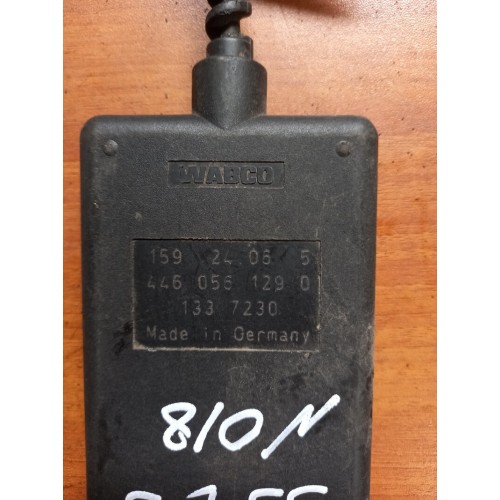 WABCO
159 24 06 5
446 056 129 0
133 7230
Made in Germany
810N